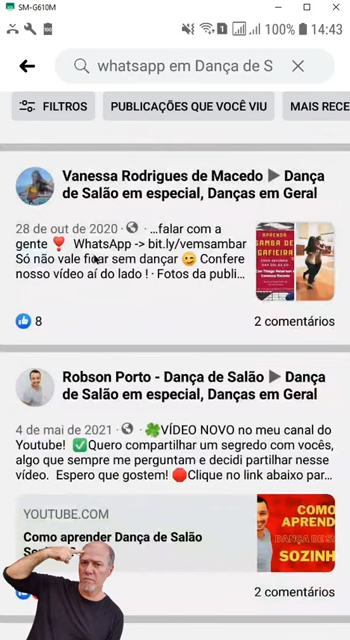 SM-G610M
100% 14:43
whatsapp em Dança de S
FILTROS
PUBLICAÇÕES QUE VOCÊ VIU
MAIS RECE
Vanessa Rodrigues de Macedo ▶ Dança
de Salão em especial, Danças em Geral
28 de out de 2020 · · ...falar com a
gente ❣ WhatsApp -> bit.ly/vemsambar
Só não vale ficar sem dançar 😉 Confere
nosso vídeo aí do lado ! · Fotos da publi...
APRENDA
SAMBA DE
GAFIEIRA
8
2 comentários
Robson Porto - Dança de Salão ▶ Dança
de Salão em especial, Danças em Geral
4 de mai de 2021 · · 🍀VÍDEO NOVO no meu canal do
Youtube! ✅Quero compartilhar um segredo com vocês,
algo que sempre me perguntam e decidi partilhar nesse
vídeo. Espero que gostem! 🛑Clique no link abaixo par...
YOUTUBE.COM
Como aprender Dança de Salão
COMO
APREND
DANÇA DE S
SOZINH
2 comentários